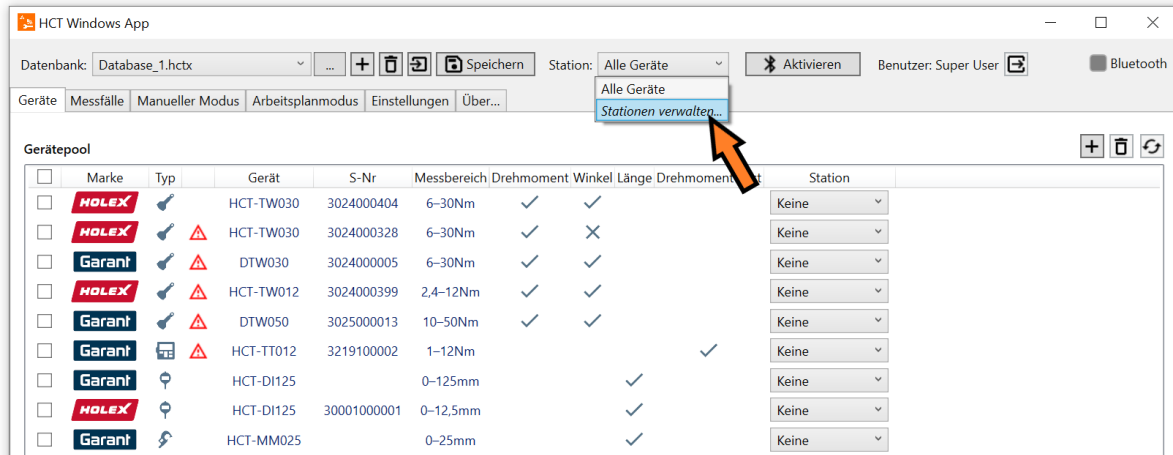 HCT Windows App
Datenbank: Database_1.hctx ... Speichern Station: Alle Geräte Aktivieren Benutzer: Super User Bluetooth
Alle Geräte
Stationen verwalten...
Geräte Messfälle Manueller Modus Arbeitsplanmodus Einstellungen Über...
Gerätepool
Marke Typ Gerät S-Nr Messbereich Drehmoment Winkel Länge Drehmoment Station
HOLEX HCT-TW030 3024000404 6–30Nm Keine
HOLEX HCT-TW030 3024000328 6–30Nm Keine
Garant DTW030 3024000005 6–30Nm Keine
HOLEX HCT-TW012 3024000399 2,4–12Nm Keine
Garant DTW050 3025000013 10–50Nm Keine
Garant HCT-TT012 3219100002 1–12Nm Keine
Garant HCT-DI125 0–125mm Keine
HOLEX HCT-DI125 30001000001 0–12,5mm Keine
Garant HCT-MM025 0–25mm Keine